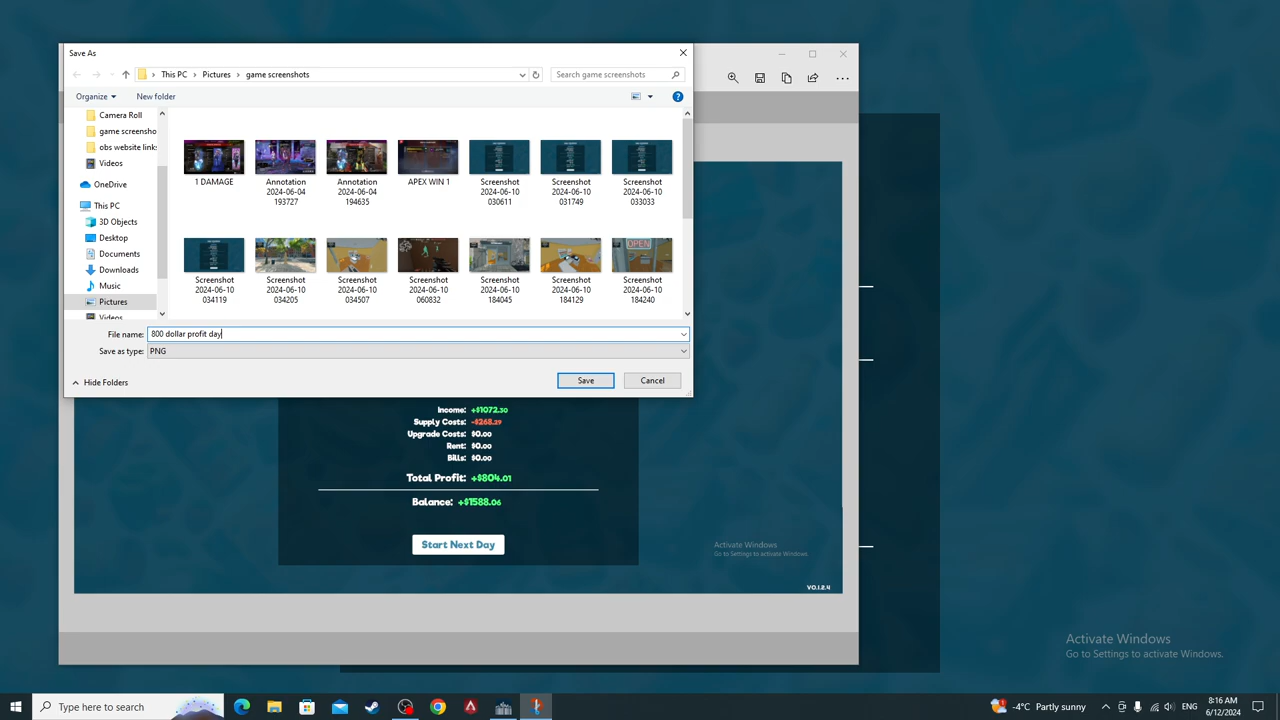 Save As
This PC > Pictures > game screenshots
Search game screenshots
Organize
New folder
Camera Roll
game screensho
obs website link
Videos
OneDrive
This PC
3D Objects
Desktop
Documents
Downloads
Music
Pictures
Videos
1 DAMAGE
Annotation
2024-06-04
193727
Annotation
2024-06-04
194635
APEX WIN 1
Screenshot
2024-06-10
030611
Screenshot
2024-06-10
031749
Screenshot
2024-06-10
033033
OPEN
Screenshot
2024-06-10
034119
Screenshot
2024-06-10
034205
Screenshot
2024-06-10
034507
Screenshot
2024-06-10
060832
Screenshot
2024-06-10
184045
Screenshot
2024-06-10
184129
Screenshot
2024-06-10
184240
File name: 800 dollar profit day
Save as type: PNG
Hide Folders
Save
Cancel
Income: +$1072.30
Supply Costs: -$268.29
Upgrade Costs: $0.00
Rent: $0.00
Bills: $0.00
Total Profit: +$804.01
Balance: +$1588.06
Start Next Day
Activate Windows
Go to Settings to activate Windows.
V0.1.2.4
Activate Windows
Go to Settings to activate Windows.
Type here to search
-4°C Partly sunny
ENG
8:16 AM
6/12/2024